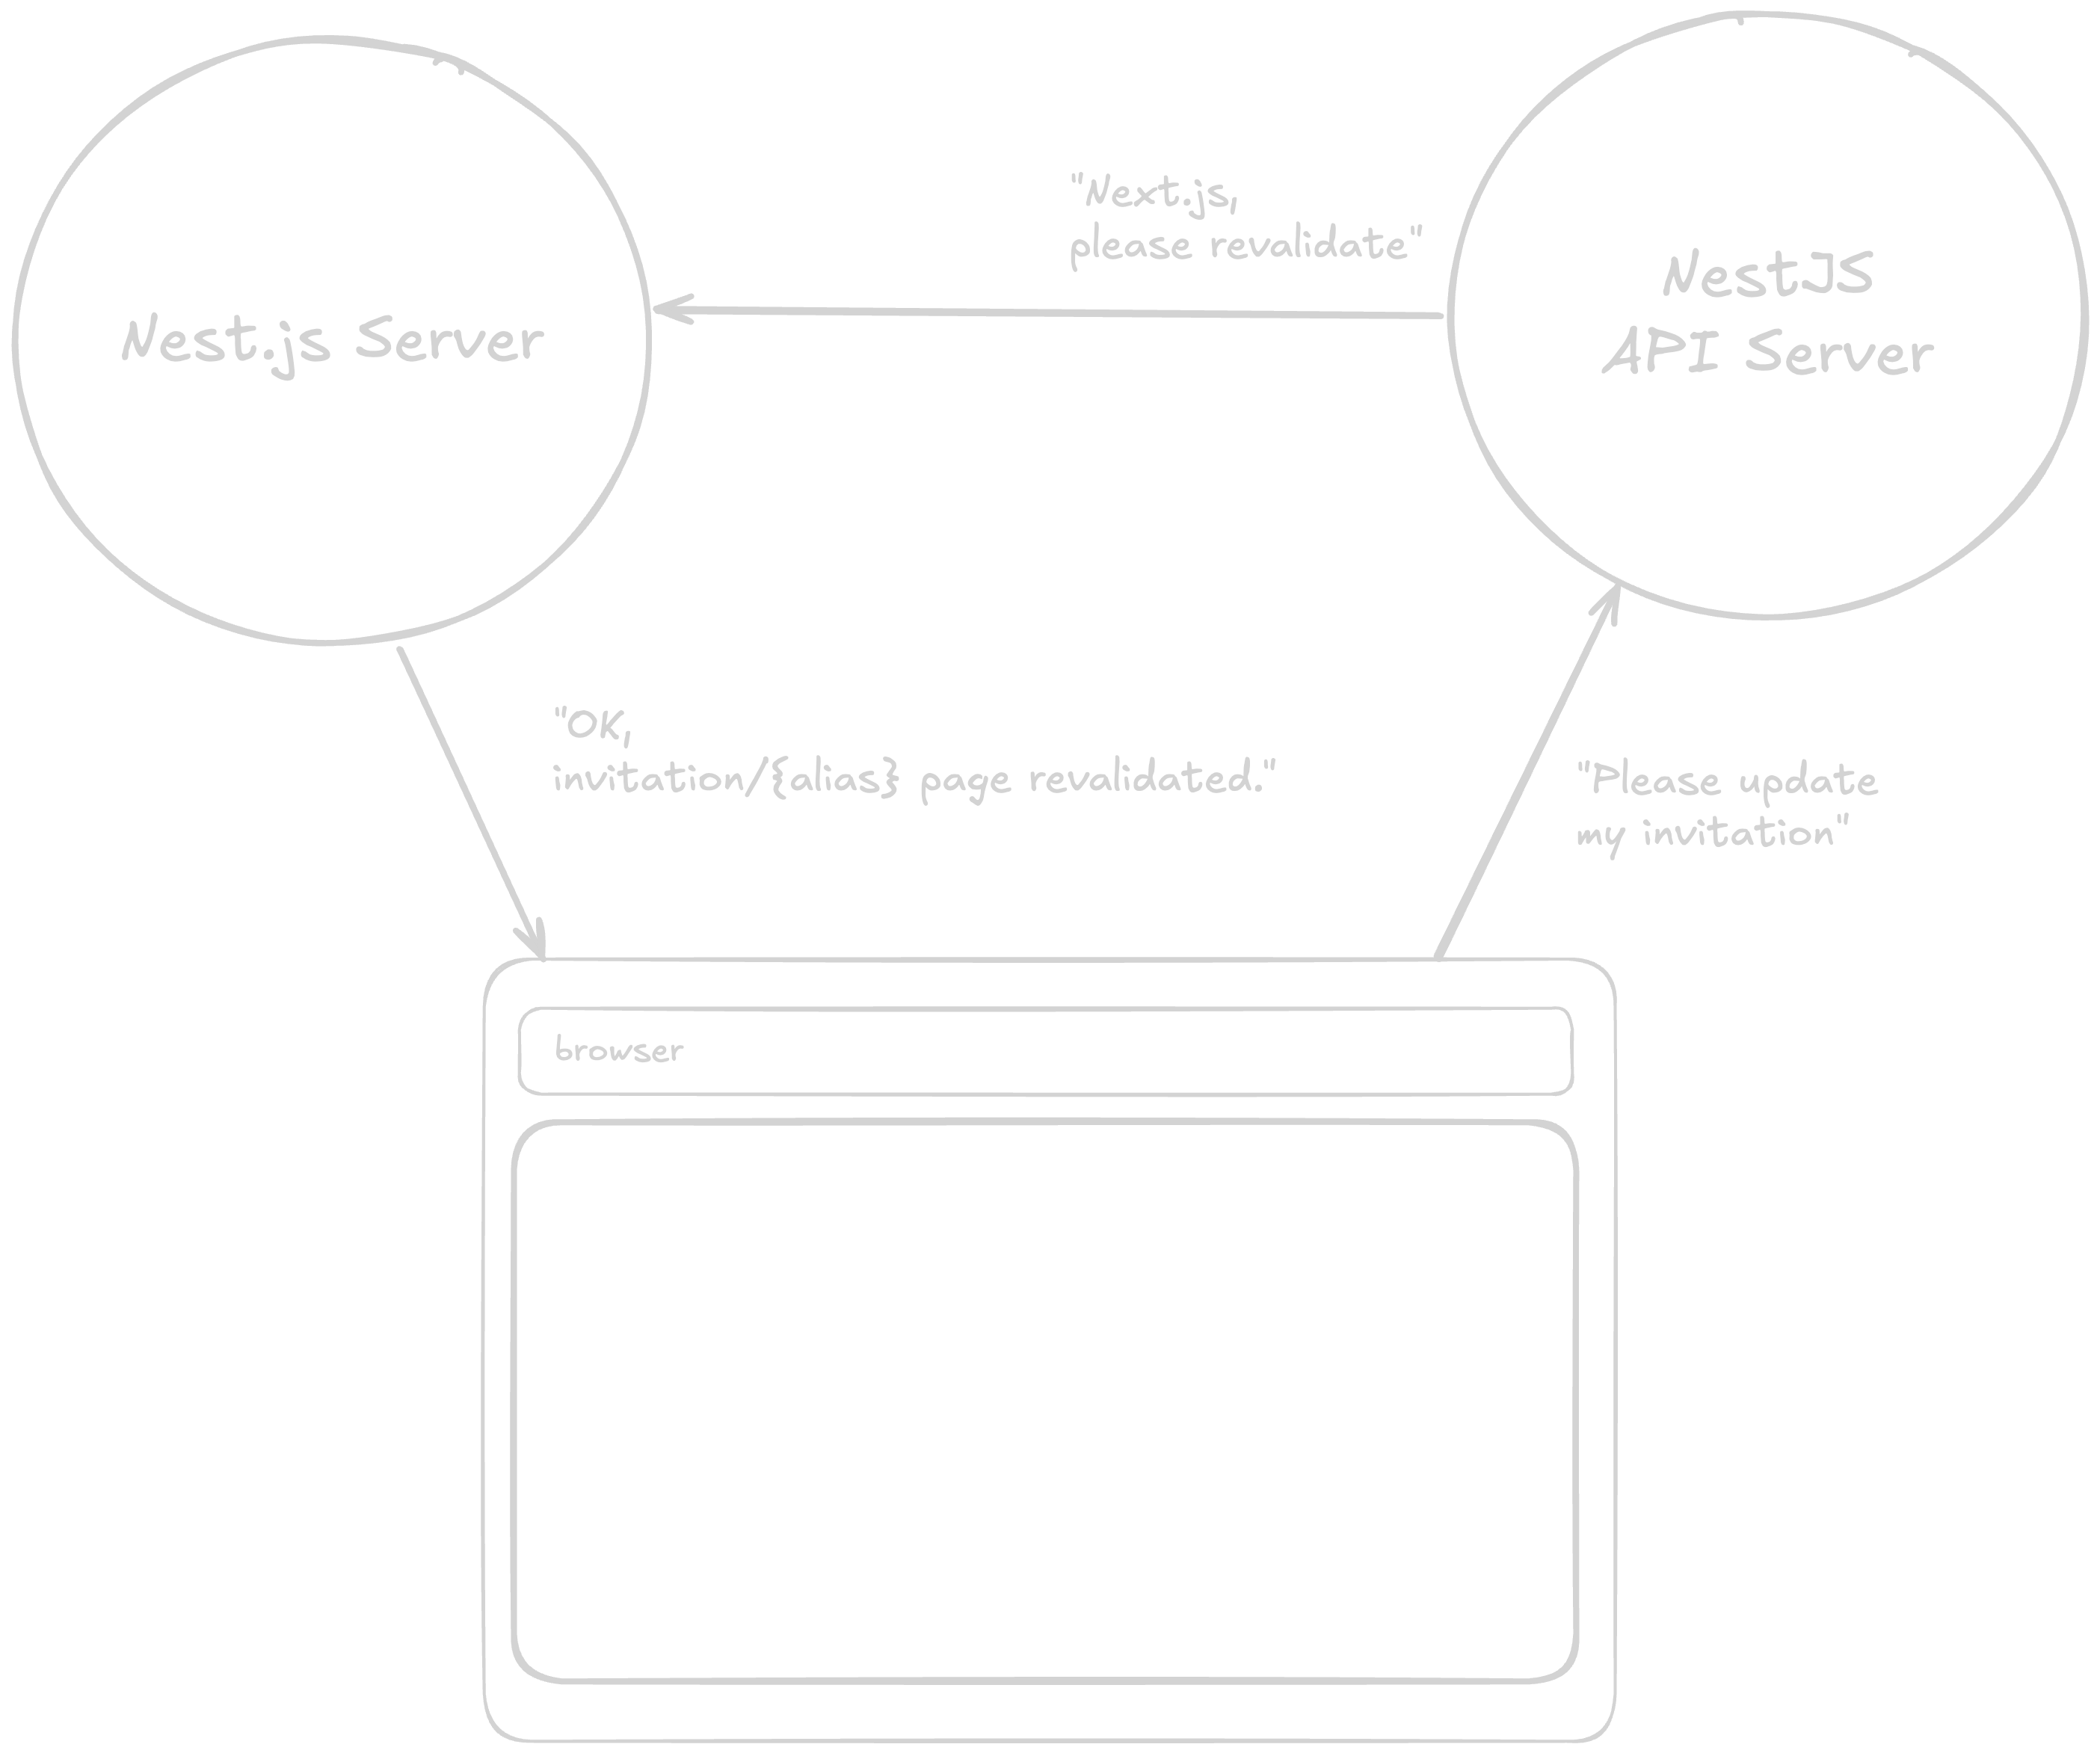 "Next.js,
please revalidate"
Nest.js Server
NestJS
API Server
"OK,
invitation/{alias} page revalidated."
"Please update
my invitation"
browser